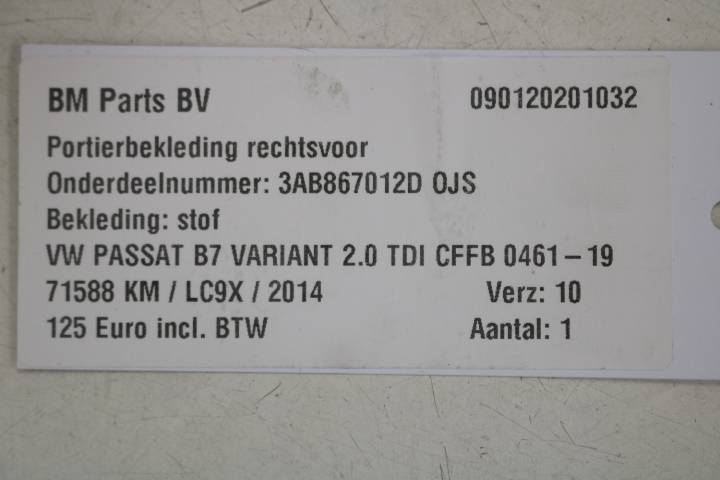 BM Parts BV 090120201032
Portierbekleding rechtsvoor
Onderdeelnummer: 3AB867012D OJS
Bekleding: stof
VW PASSAT B7 VARIANT 2.0 TDI CFFB 0461-19
71588 KM / LC9X / 2014 Verz: 10
125 Euro incl. BTW Aantal: 1